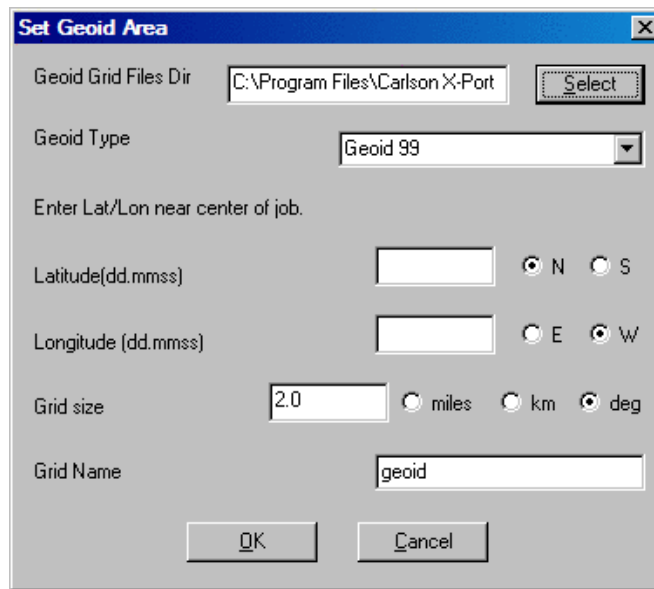 Set Geoid Area
Geoid Grid Files Dir C:\Program Files\Carlson X-Port Select
Geoid Type Geoid 99
Enter Lat/Lon near center of job.
Latitude(dd.mmss) N S
Longitude (dd.mmss) E W
Grid size 2.0 miles km deg
Grid Name geoid
OK Cancel